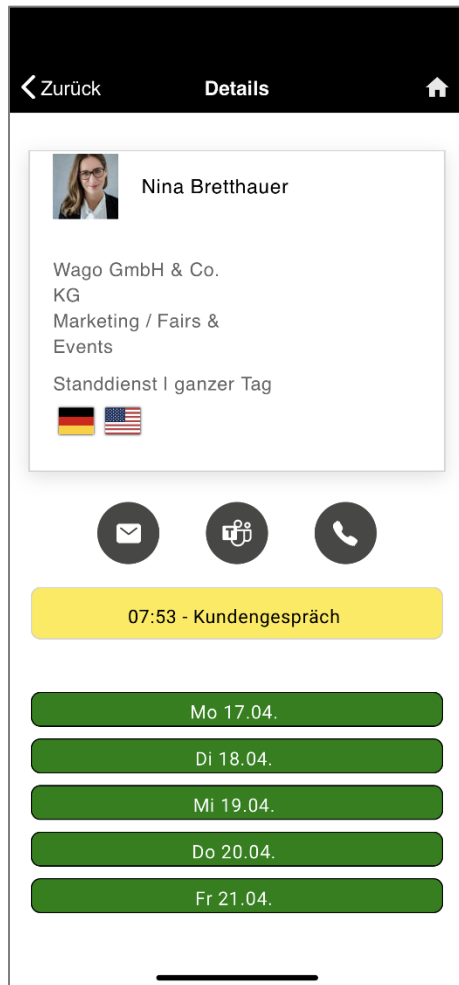 Zurück
Details
Nina Bretthauer
Wago GmbH & Co.
KG
Marketing / Fairs &
Events
Standdienst | ganzer Tag
07:53 - Kundengespräch
Mo 17.04.
Di 18.04.
Mi 19.04.
Do 20.04.
Fr 21.04.